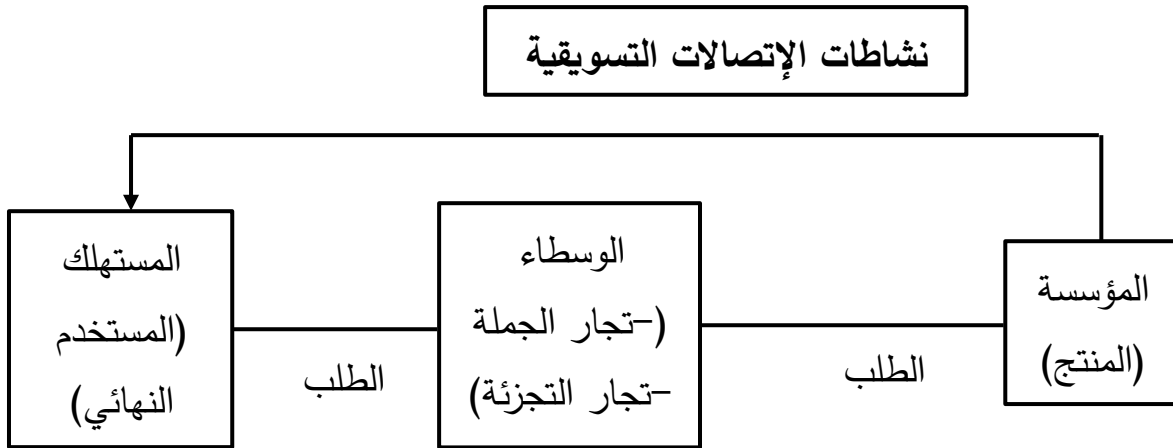 نشاطات الإتصالات التسويقية
المؤسسة
(المنتج)
الطلب
الوسطاء
(-تجار الجملة
-تجار التجزئة)
الطلب
المستهلك
(المستخدم
النهائي)